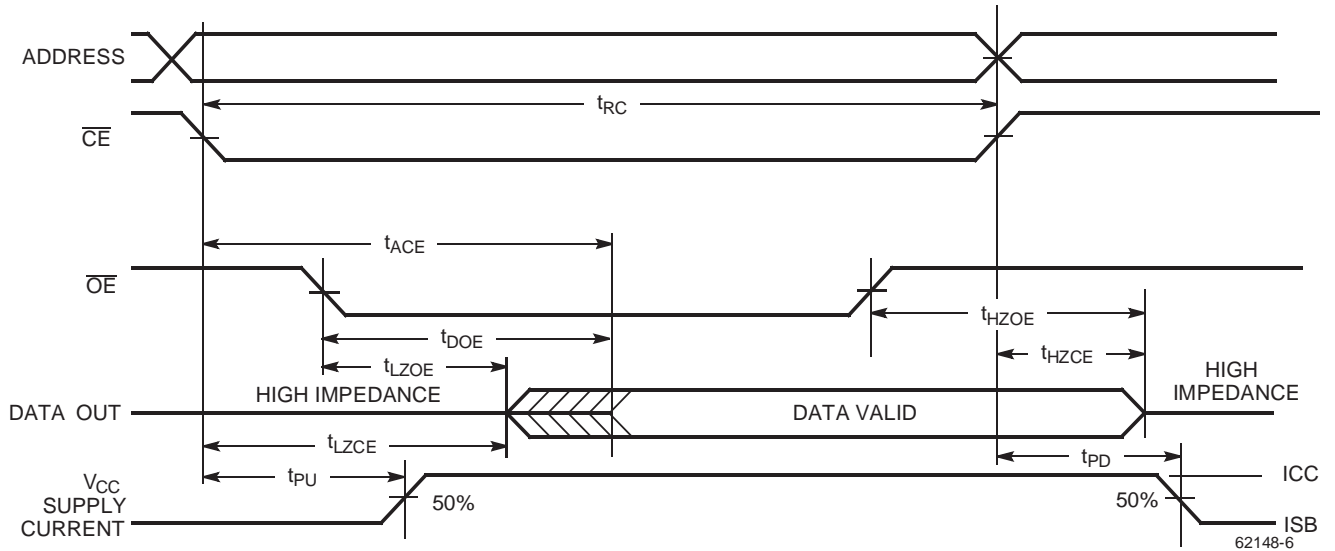 ADDRESS
tRC
CE
tACE
OE
tHZOE
tDOE
tHZCE
tLZOE
HIGH IMPEDANCE
HIGH
IMPEDANCE
DATA OUT
DATA VALID
tLZCE
tPD
tPU
VCC
SUPPLY
CURRENT
50%
50%
ICC
ISB
62148-6